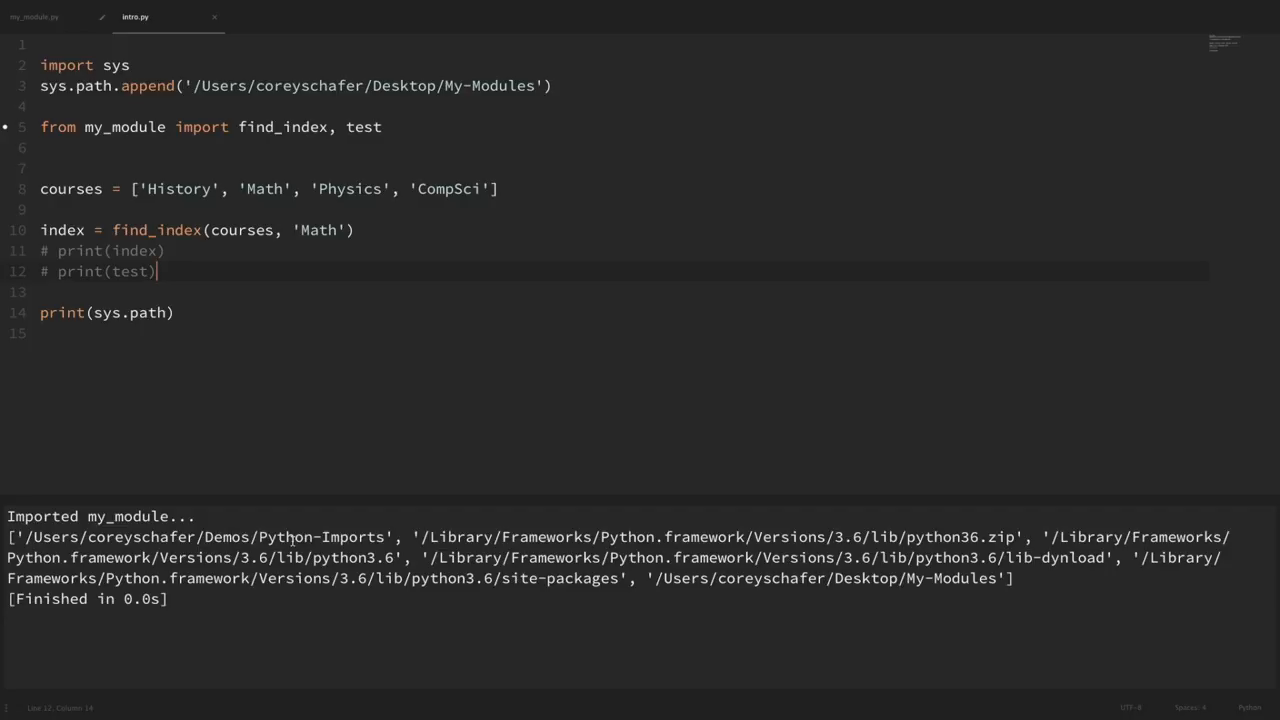 my_module.py
intro.py
1
2 import sys
3 sys.path.append('/Users/coreyschafer/Desktop/My-Modules')
4
5 from my_module import find_index, test
6
7
8 courses = ['History', 'Math', 'Physics', 'CompSci']
9
10 index = find_index(courses, 'Math')
11 # print(index)
12 # print(test)
13
14 print(sys.path)
15
Imported my_module...
['/Users/coreyschafer/Demos/Python-Imports', '/Library/Frameworks/Python.framework/Versions/3.6/lib/python36.zip', '/Library/Frameworks/
Python.framework/Versions/3.6/lib/python3.6', '/Library/Frameworks/Python.framework/Versions/3.6/lib/python3.6/lib-dynload', '/Library/
Frameworks/Python.framework/Versions/3.6/lib/python3.6/site-packages', '/Users/coreyschafer/Desktop/My-Modules']
[Finished in 0.0s]
Line 12, Column 14
UTF-8
Spaces: 4
Python